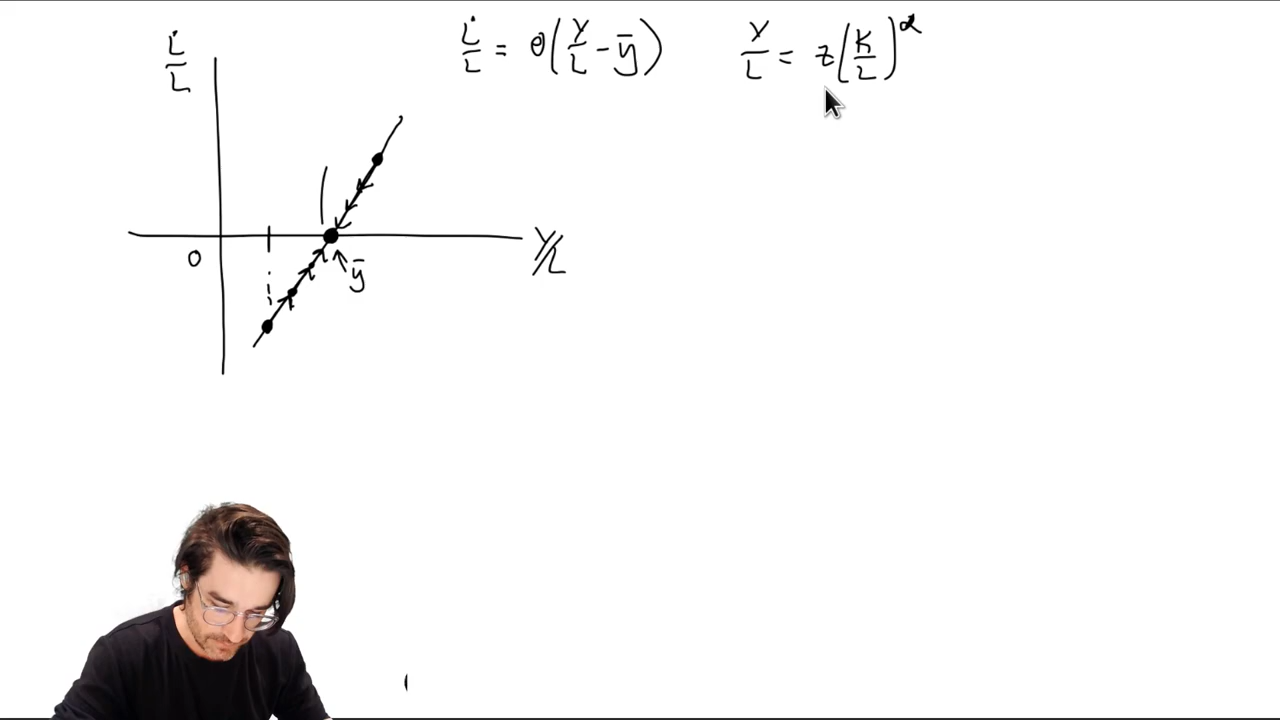 L̇/L = θ(Y/L − ȳ)
Y/L = z(K/L)^α
L̇/L
0
Y/L
ȳ